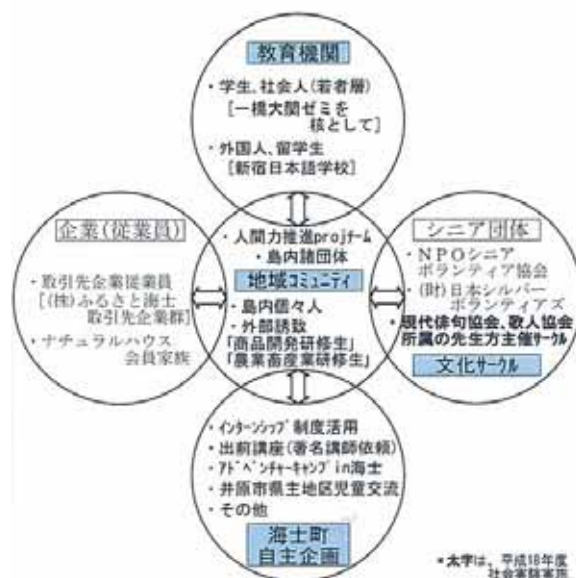 教育機関
・学生、社会人(若者層)
[一橋大関ゼミを
核として]
・外国人、留学生
[新宿日本語学校]
企業(従業員)
・取引先企業従業員
[(株)ふるさと海士
取引先企業群]
・ナチュラルハウス
会員家族
・人間力推進projチーム
・島内諸団体
地域コミュニティ
・島内個々人
・外部誘致
「商品開発研修生」
「農業畜産業研修生」
シニア団体
・NPOシニア
ボランティア協会
・(財)日本シルバー
ボランティアズ
・現代俳句協会、歌人協会
所属の先生方主催サークル
文化サークル
・インターンシップ制度活用
・出前講座(著名講師依頼)
・アドベンチャーキャンプin海士
・井原市県主地区児童交流
・その他
海士町
自主企画
*太字は、平成18年度
社会実験実施